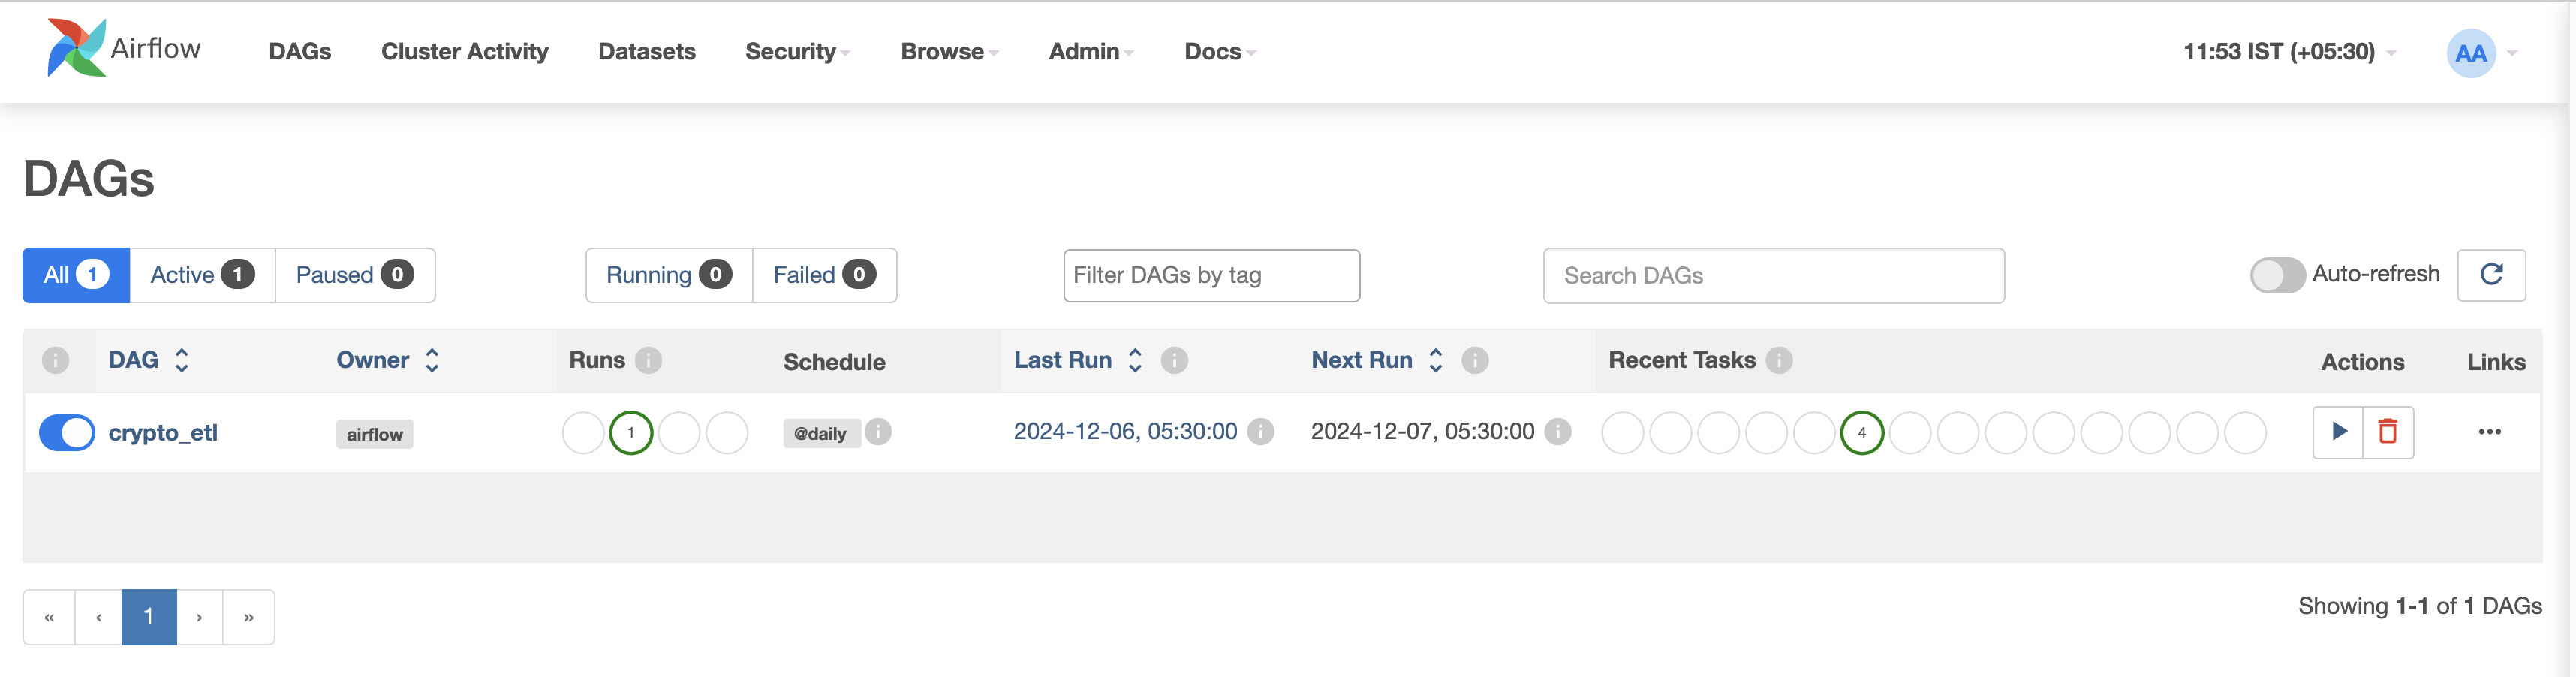 Airflow DAGs Cluster Activity Datasets Security Browse Admin Docs 11:53 IST (+05:30) AA
DAGs
All 1 Active 1 Paused 0 Running 0 Failed 0 Filter DAGs by tag Search DAGs Auto-refresh
i DAG Owner Runs i Schedule Last Run i Next Run i Recent Tasks i Actions Links
crypto_etl airflow 1 @daily i 2024-12-06, 05:30:00 i 2024-12-07, 05:30:00 i 4 •••
« ‹ 1 › » Showing 1-1 of 1 DAGs